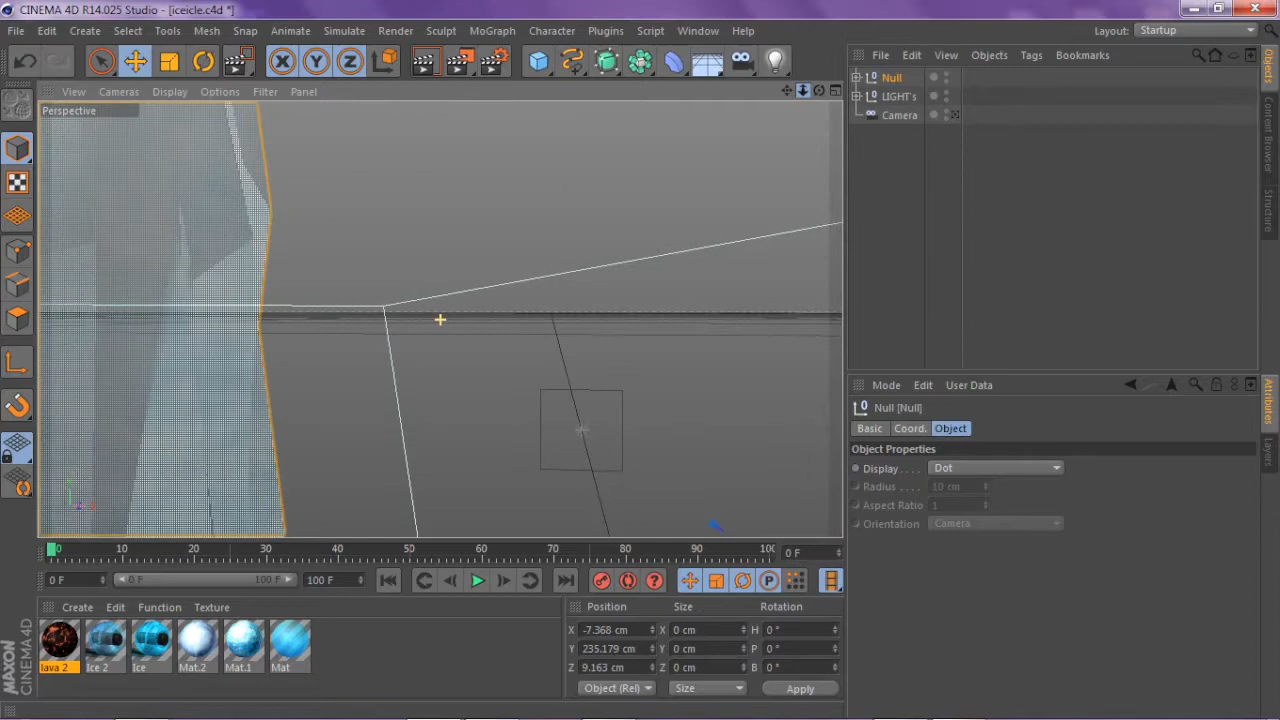 CINEMA 4D R14.025 Studio - [iceicle.c4d *]
File Edit Create Select Tools Mesh Snap Animate Simulate Render Sculpt MoGraph Character Plugins Script Window Help Layout: Startup
File Edit View Objects Tags Bookmarks
View Cameras Display Options Filter Panel
Perspective
Null
LIGHT's
Camera
Objects
Content Browser
Structure
Mode Edit User Data
Null [Null]
Basic Coord. Object
Object Properties
Display Dot
Radius 10 cm
Aspect Ratio 1
Orientation Camera
Attributes
Layers
0 10 20 30 40 50 60 70 80 90 100 0 F
0 F 0 F 100 F 100 F
Create Edit Function Texture
lava 2 Ice 2 Ice Mat.2 Mat.1 Mat
Position Size Rotation
X -7.368 cm X 0 cm H 0 °
Y 235.179 cm Y 0 cm P 0 °
Z 9.163 cm Z 0 cm B 0 °
Object (Rel) Size Apply
MAXON CINEMA 4D